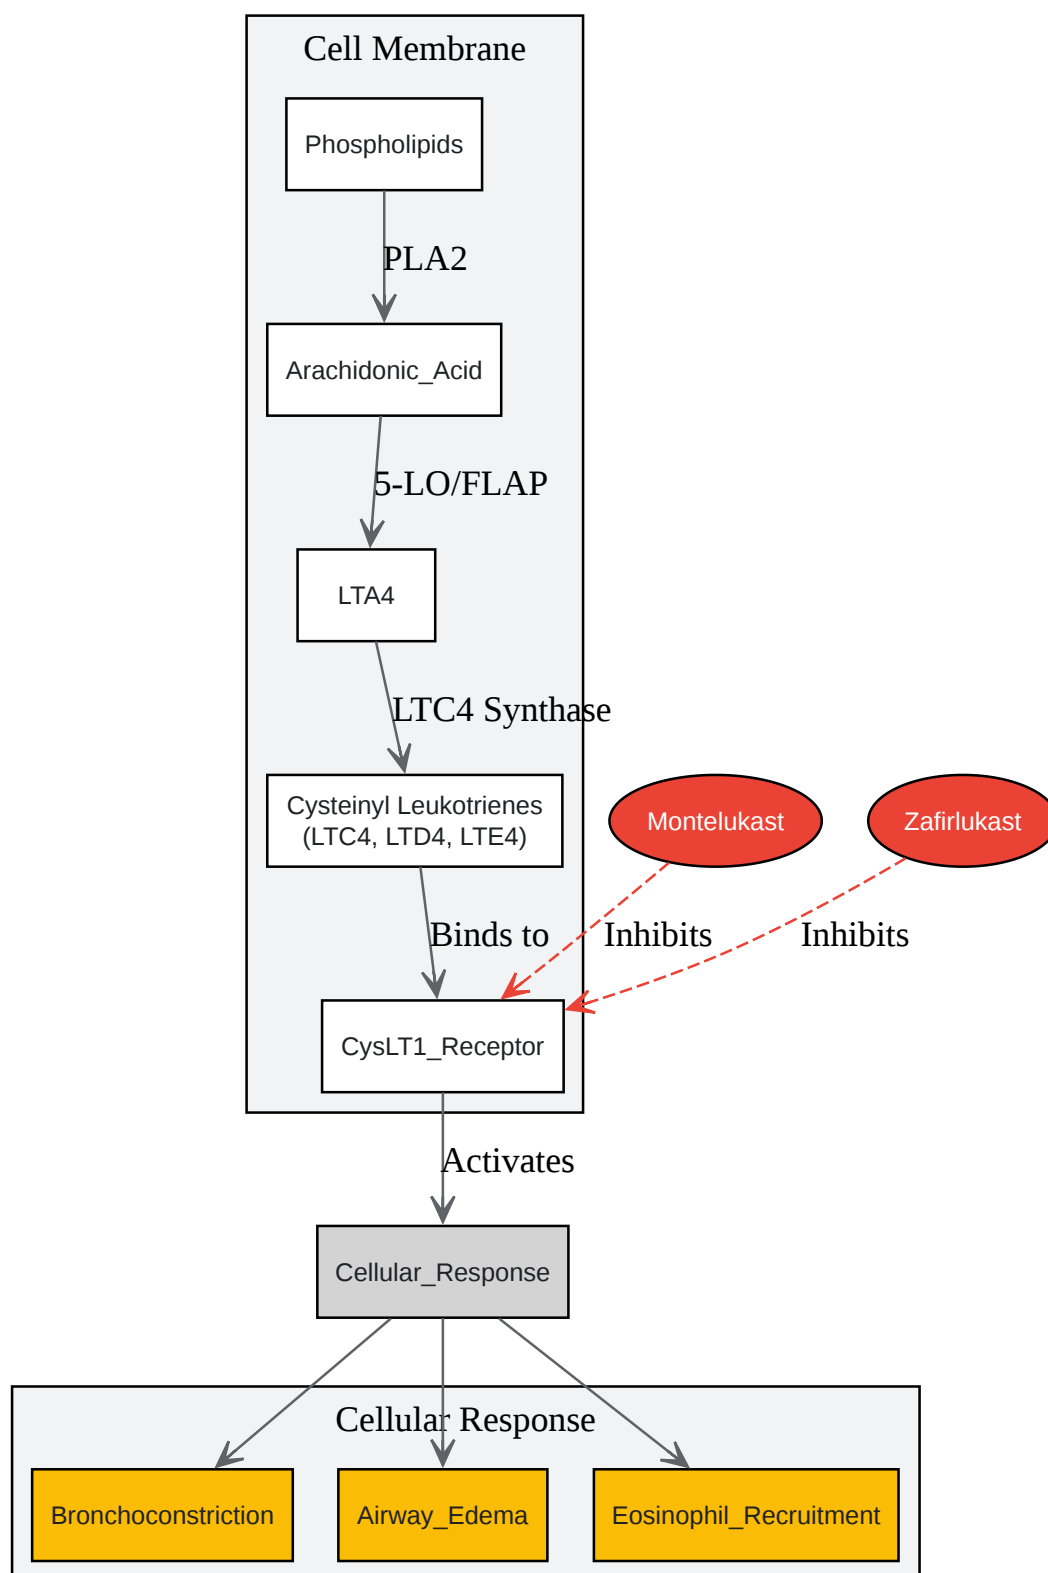 Cell Membrane
Phospholipids
PLA2
Arachidonic_Acid
5-LO/FLAP
LTA4
LTC4 Synthase
Cysteinyl Leukotrienes
(LTC4, LTD4, LTE4)
Montelukast
Zafirlukast
Binds to
Inhibits
Inhibits
CysLT1_Receptor
Activates
Cellular_Response
Cellular Response
Bronchoconstriction
Airway_Edema
Eosinophil_Recruitment